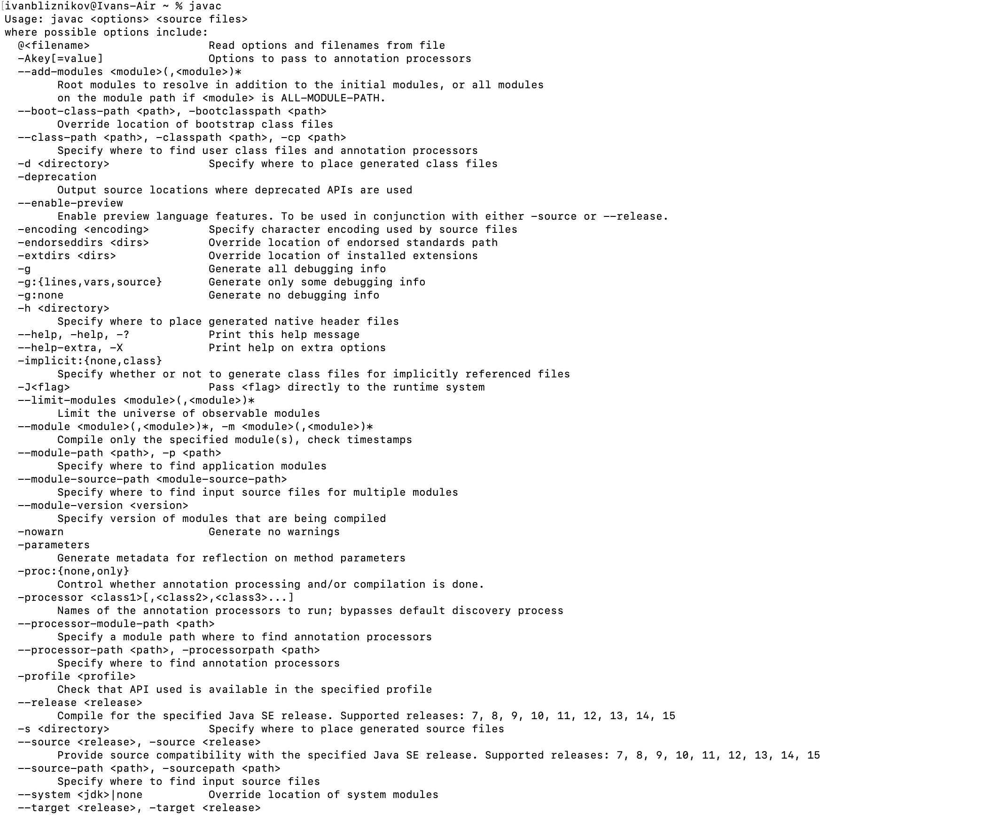 [ivanbliznikov@Ivans-Air ~ % javac
Usage: javac <options> <source files>
where possible options include:
  @<filename>                  Read options and filenames from file
  -Akey[=value]                Options to pass to annotation processors
  --add-modules <module>(,<module>)*
        Root modules to resolve in addition to the initial modules, or all modules
        on the module path if <module> is ALL-MODULE-PATH.
  --boot-class-path <path>, -bootclasspath <path>
        Override location of bootstrap class files
  --class-path <path>, -classpath <path>, -cp <path>
        Specify where to find user class files and annotation processors
  -d <directory>               Specify where to place generated class files
  -deprecation
        Output source locations where deprecated APIs are used
  --enable-preview
        Enable preview language features. To be used in conjunction with either -source or --release.
  -encoding <encoding>         Specify character encoding used by source files
  -endorseddirs <dirs>         Override location of endorsed standards path
  -extdirs <dirs>              Override location of installed extensions
  -g                           Generate all debugging info
  -g:{lines,vars,source}       Generate only some debugging info
  -g:none                      Generate no debugging info
  -h <directory>
        Specify where to place generated native header files
  --help, -help, -?            Print this help message
  --help-extra, -X             Print help on extra options
  -implicit:{none,class}
        Specify whether or not to generate class files for implicitly referenced files
  -J<flag>                     Pass <flag> directly to the runtime system
  --limit-modules <module>(,<module>)*
        Limit the universe of observable modules
  --module <module>(,<module>)*, -m <module>(,<module>)*
        Compile only the specified module(s), check timestamps
  --module-path <path>, -p <path>
        Specify where to find application modules
  --module-source-path <module-source-path>
        Specify where to find input source files for multiple modules
  --module-version <version>
        Specify version of modules that are being compiled
  -nowarn                      Generate no warnings
  -parameters
        Generate metadata for reflection on method parameters
  -proc:{none,only}
        Control whether annotation processing and/or compilation is done.
  -processor <class1>[,<class2>,<class3>...]
        Names of the annotation processors to run; bypasses default discovery process
  --processor-module-path <path>
        Specify a module path where to find annotation processors
  --processor-path <path>, -processorpath <path>
        Specify where to find annotation processors
  -profile <profile>
        Check that API used is available in the specified profile
  --release <release>
        Compile for the specified Java SE release. Supported releases: 7, 8, 9, 10, 11, 12, 13, 14, 15
  -s <directory>               Specify where to place generated source files
  --source <release>, -source <release>
        Provide source compatibility with the specified Java SE release. Supported releases: 7, 8, 9, 10, 11, 12, 13, 14, 15
  --source-path <path>, -sourcepath <path>
        Specify where to find input source files
  --system <jdk>|none          Override location of system modules
  --target <release>, -target <release>